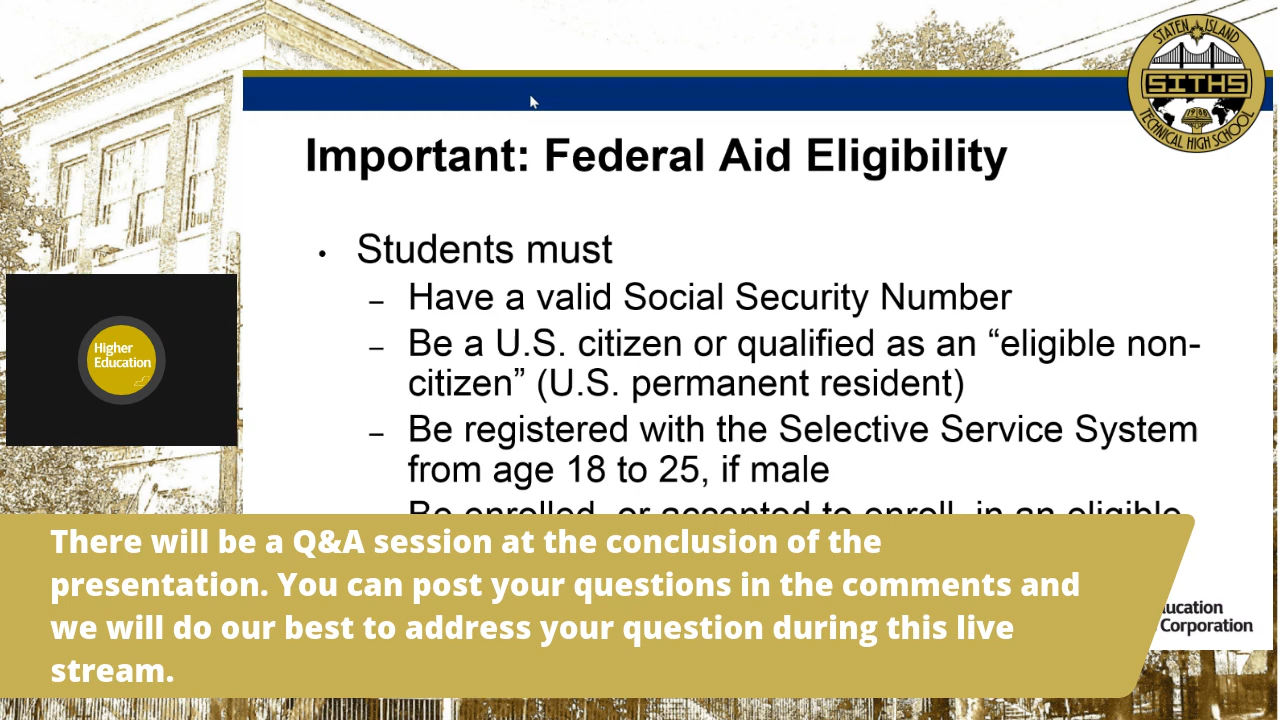 STATEN ISLAND
SITHS
TECHNICAL HIGH SCHOOL
Important: Federal Aid Eligibility
• Students must
– Have a valid Social Security Number
– Be a U.S. citizen or qualified as an “eligible non-
citizen” (U.S. permanent resident)
– Be registered with the Selective Service System
from age 18 to 25, if male
Be enrolled, or accepted to enroll, in an eligible
Higher
Education
There will be a Q&A session at the conclusion of the
presentation. You can post your questions in the comments and
we will do our best to address your question during this live
stream.
ucation
Corporation